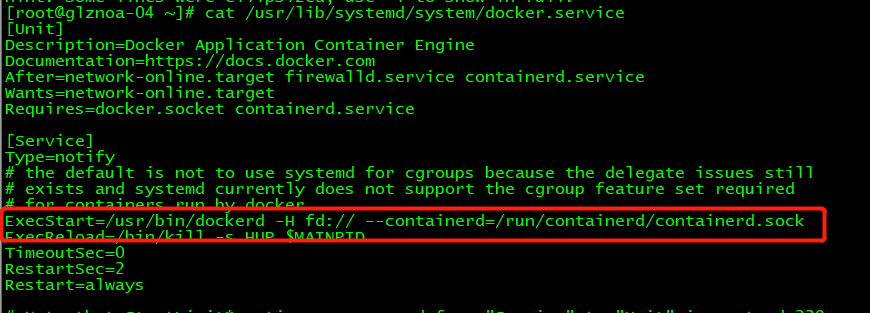 [root@glznoa-04 ~]# cat /usr/lib/systemd/system/docker.service
[Unit]
Description=Docker Application Container Engine
Documentation=https://docs.docker.com
After=network-online.target firewalld.service containerd.service
Wants=network-online.target
Requires=docker.socket containerd.service
[Service]
Type=notify
# the default is not to use systemd for cgroups because the delegate issues still
# exists and systemd currently does not support the cgroup feature set required
# for containers run by docker
ExecStart=/usr/bin/dockerd -H fd:// --containerd=/run/containerd/containerd.sock
ExecReload=/bin/kill -s HUP $MAINPID
TimeoutSec=0
RestartSec=2
Restart=always